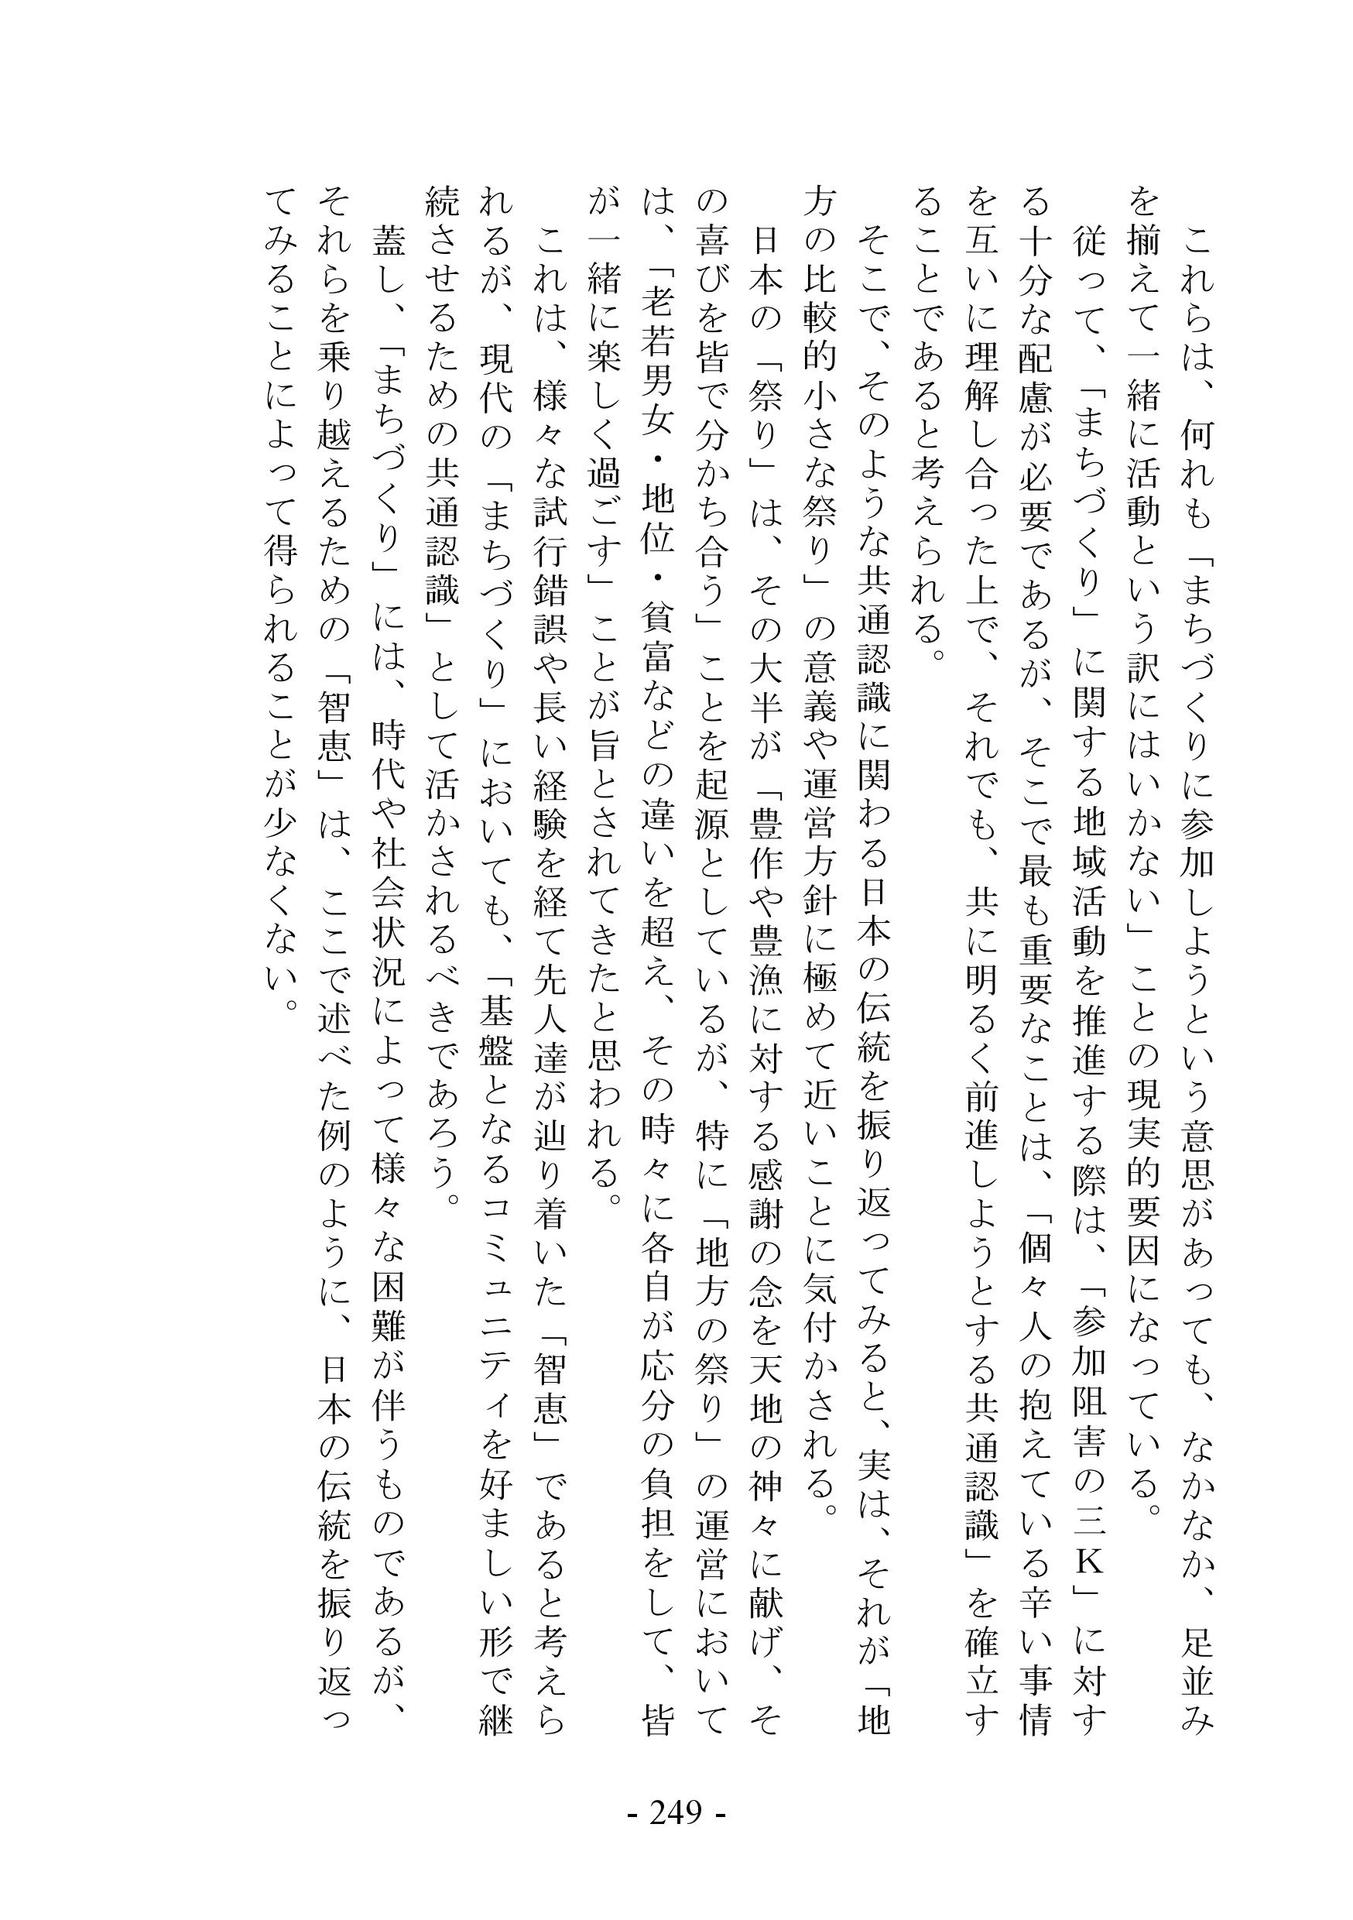 これらは、何れも「まちづくりに参加しようという意思があっても、なかなか、足並み
を揃えて一緒に活動という訳にはいかない」ことの現実的要因になっている。
　従って、「まちづくり」に関する地域活動を推進する際は、「参加阻害の三Ｋ」に対す
る十分な配慮が必要であるが、そこで最も重要なことは、「個々人の抱えている辛い事情
を互いに理解し合った上で、それでも、共に明るく前進しようとする共通認識」を確立す
ることであると考えられる。
　そこで、そのような共通認識に関わる日本の伝統を振り返ってみると、実は、それが「地
方の比較的小さな祭り」の意義や運営方針に極めて近いことに気付かされる。
　日本の「祭り」は、その大半が「豊作や豊漁に対する感謝の念を天地の神々に献げ、そ
の喜びを皆で分かち合う」ことを起源としているが、特に「地方の祭り」の運営において
は、「老若男女・地位・貧富などの違いを超え、その時々に各自が応分の負担をして、皆
が一緒に楽しく過ごす」ことが旨とされてきたと思われる。
　これは、様々な試行錯誤や長い経験を経て先人達が辿り着いた「智恵」であると考えら
れるが、現代の「まちづくり」においても、「基盤となるコミュニティを好ましい形で継
続させるための共通認識」として活かされるべきであろう。
　蓋し、「まちづくり」には、時代や社会状況によって様々な困難が伴うものであるが、
それらを乗り越えるための「智恵」は、ここで述べた例のように、日本の伝統を振り返っ
てみることによって得られることが少なくない。
- 249 -